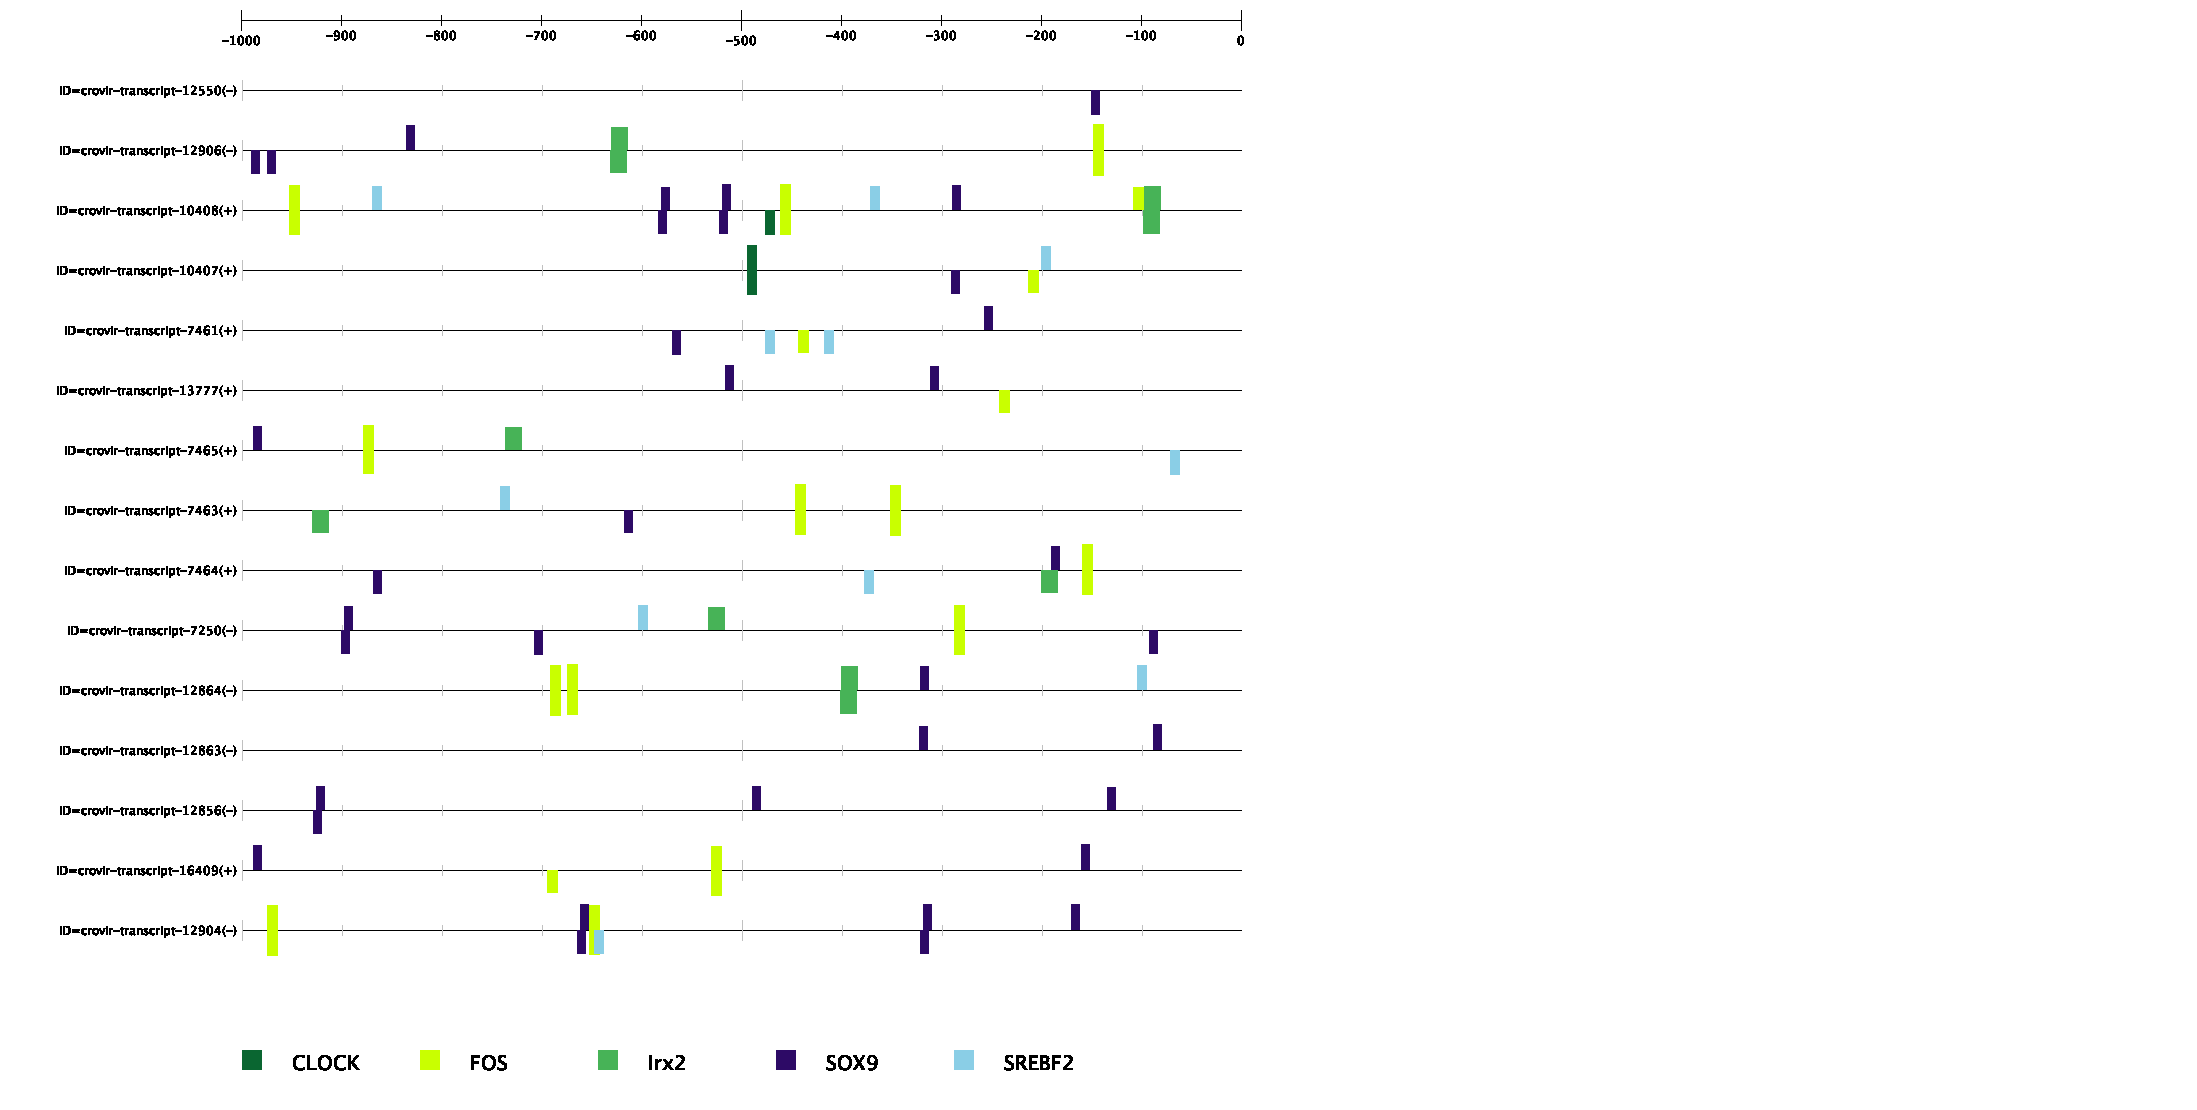 -1000 -900 -800 -700 -600 -500 -400 -300 -200 -100 0
ID=crovir-transcript-12550(-)
ID=crovir-transcript-12906(-)
ID=crovir-transcript-10408(+)
ID=crovir-transcript-10407(+)
ID=crovir-transcript-7461(+)
ID=crovir-transcript-13777(+)
ID=crovir-transcript-7465(+)
ID=crovir-transcript-7463(+)
ID=crovir-transcript-7464(+)
ID=crovir-transcript-7250(-)
ID=crovir-transcript-12864(-)
ID=crovir-transcript-12863(-)
ID=crovir-transcript-12856(-)
ID=crovir-transcript-16409(+)
ID=crovir-transcript-12904(-)
CLOCK FOS Irx2 SOX9 SREBF2